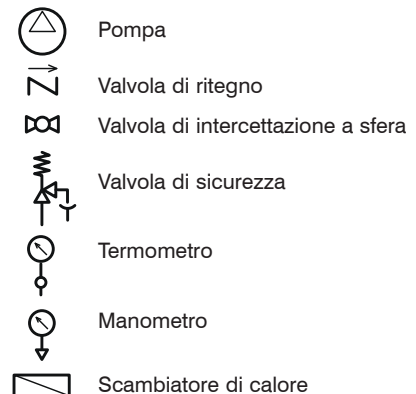 Pompa
Valvola di ritegno
Valvola di intercettazione a sfera
Valvola di sicurezza
Termometro
Manometro
Scambiatore di calore